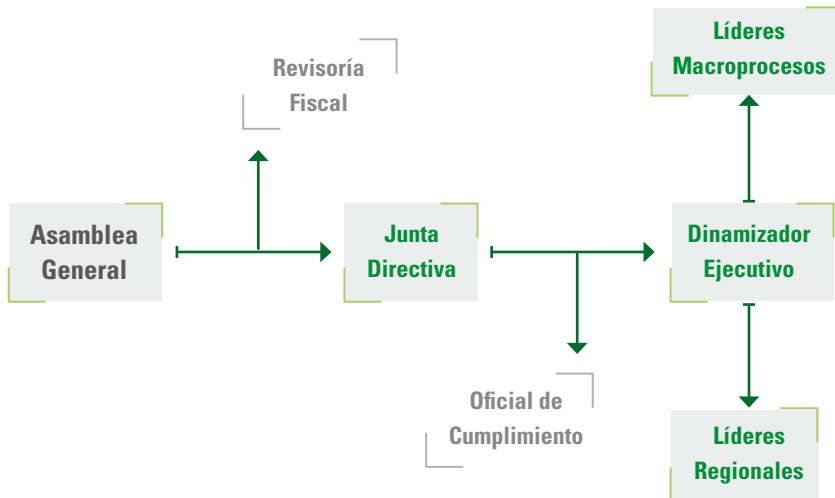 Líderes
Macroprocesos
Revisoría
Fiscal
Asamblea
General
Junta
Directiva
Dinamizador
Ejecutivo
Oficial de
Cumplimiento
Líderes
Regionales